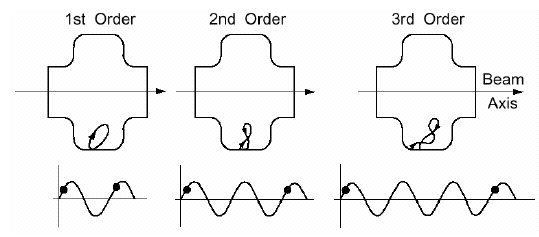 1st Order
2nd Order
3rd Order
Beam
Axis